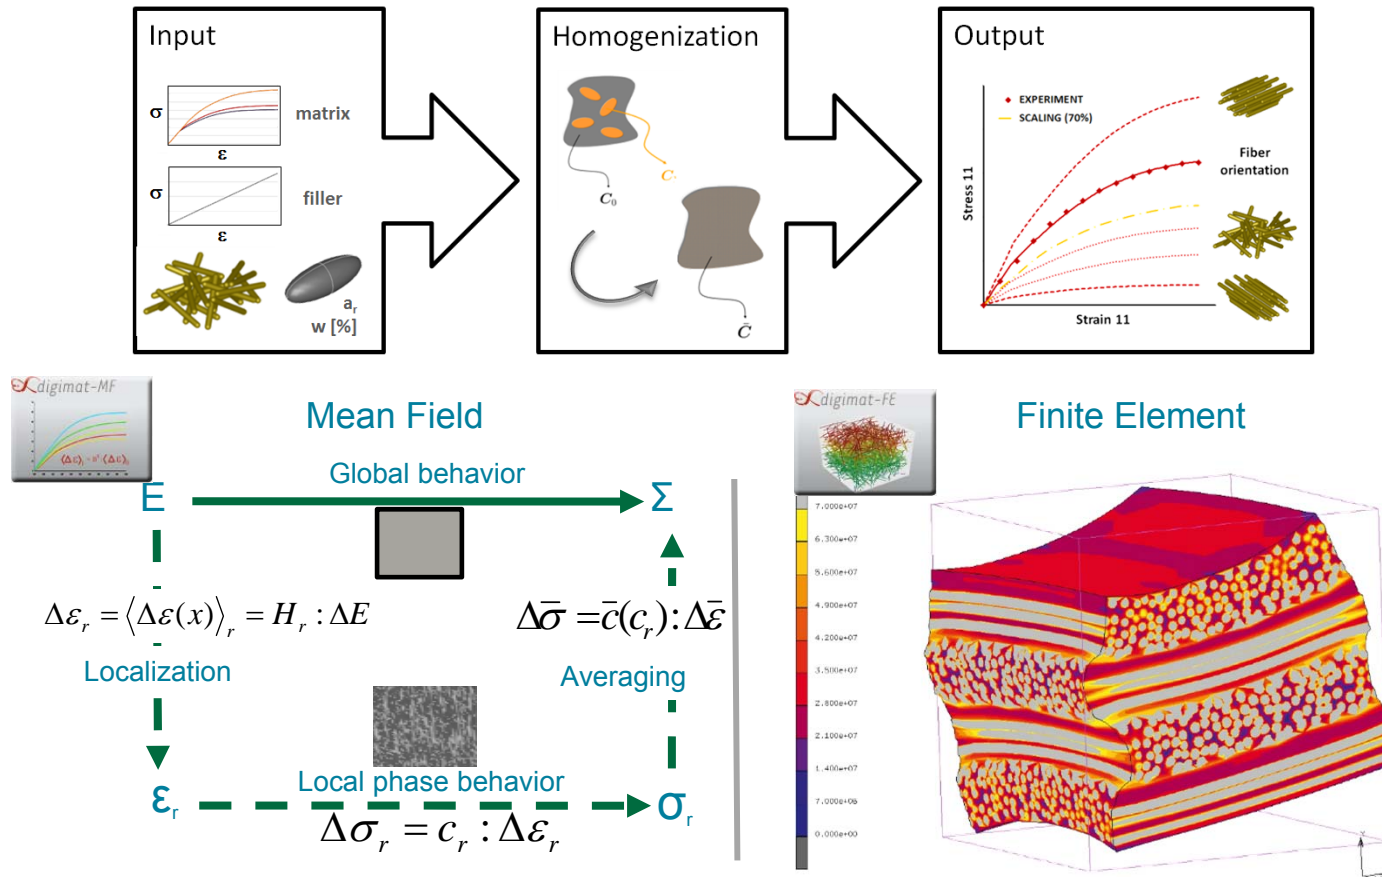 Input
σ
matrix
ε
σ
filler
ε
a_r
w [%]
Homogenization
C_0
C̄
Output
EXPERIMENT
SCALING (70%)
Stress 11
Strain 11
Fiber
orientation
digimat-MF
Mean Field
Global behavior
E
Σ
Δε_r = ⟨Δε(x)⟩_r = H_r : ΔE
Δσ̄ = c̄(c_r) : Δε̄
Localization
Averaging
Local phase behavior
ε_r
σ_r
Δσ_r = c_r : Δε_r
digimat-FE
Finite Element
7.000e+07
6.300e+07
5.600e+07
4.900e+07
4.200e+07
3.500e+07
2.800e+07
2.100e+07
1.400e+07
7.000e+06
0.000e+00